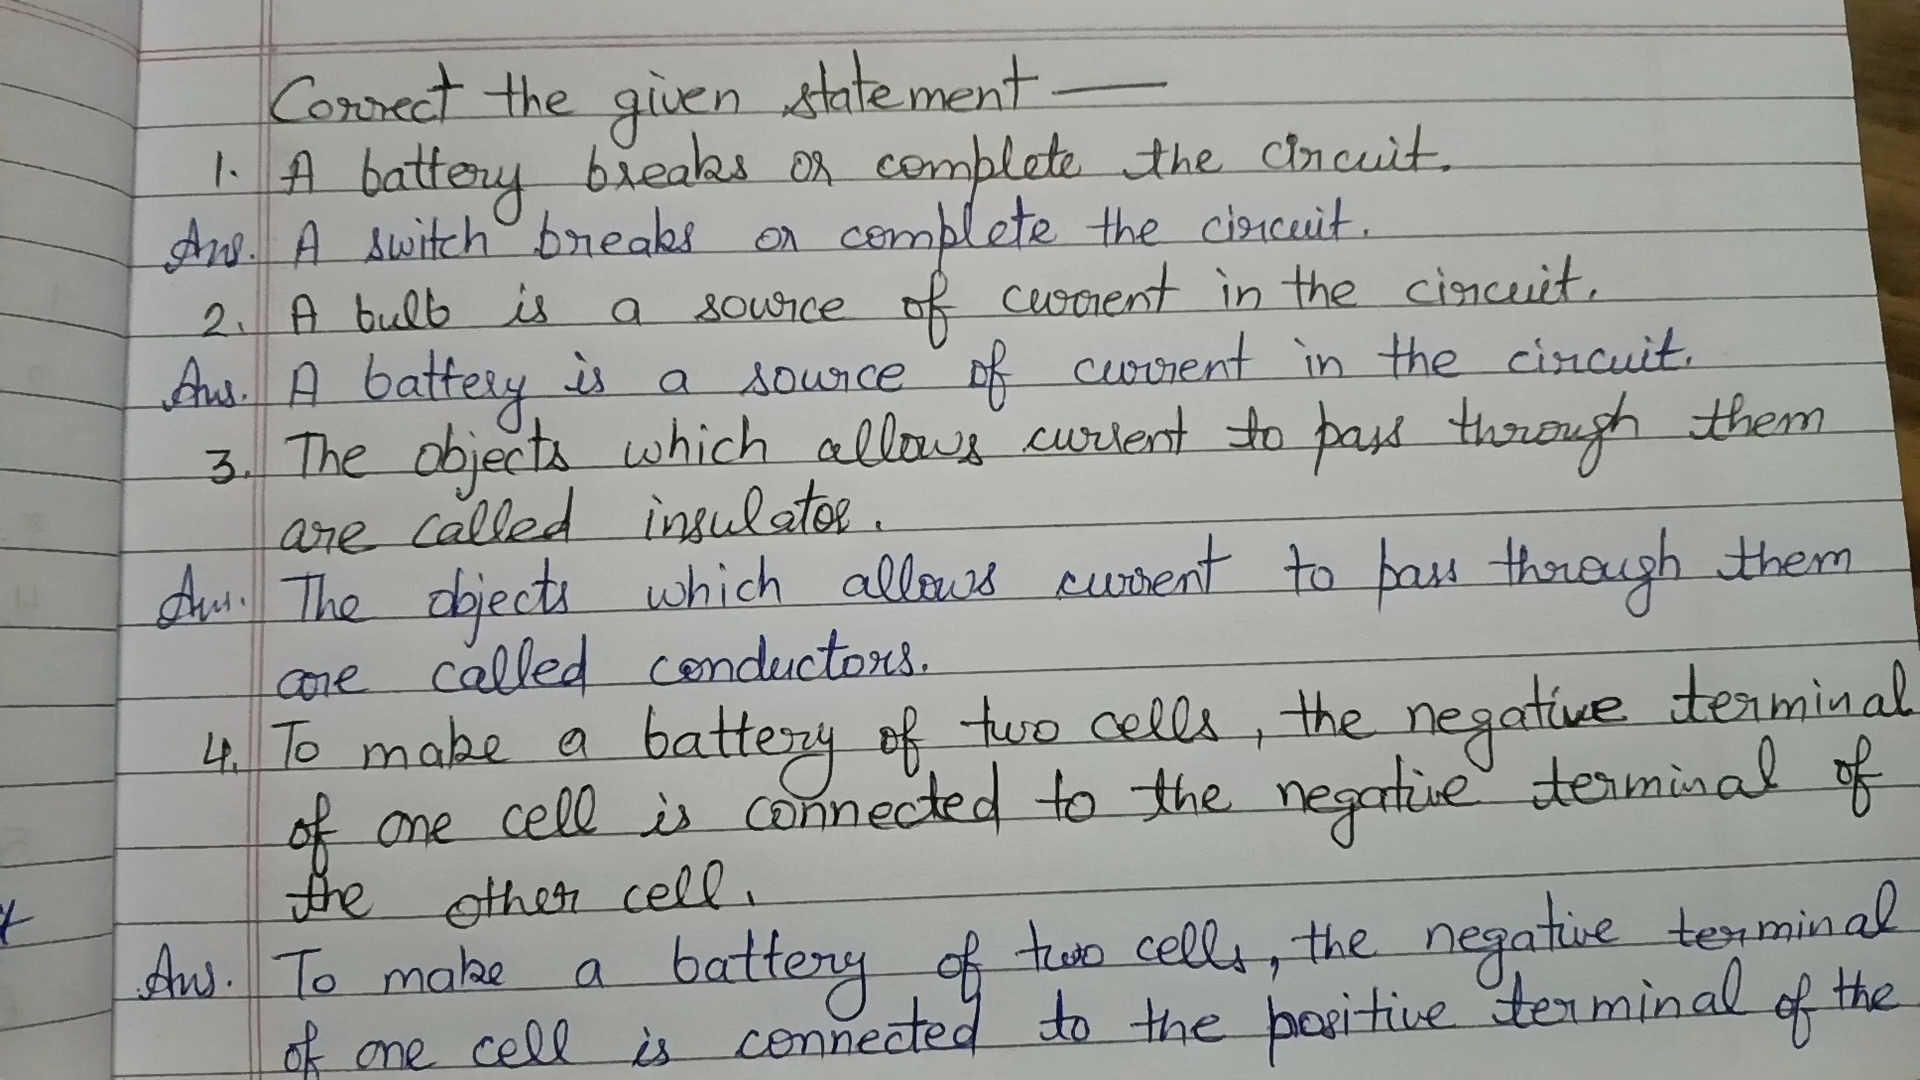 Correct the given statement —
1. A battery breaks or complete the circuit.
Ans. A switch breaks or complete the circuit.
2. A bulb is a source of current in the circuit.
Ans. A battery is a source of current in the circuit.
3. The objects which allows current to pass through them
are called insulator.
Ans. The objects which allows current to pass through them
are called conductors.
4. To make a battery of two cells, the negative terminal
of one cell is connected to the negative terminal of
the other cell.
Ans. To make a battery of two cells, the negative terminal
of one cell is connected to the positive terminal of the